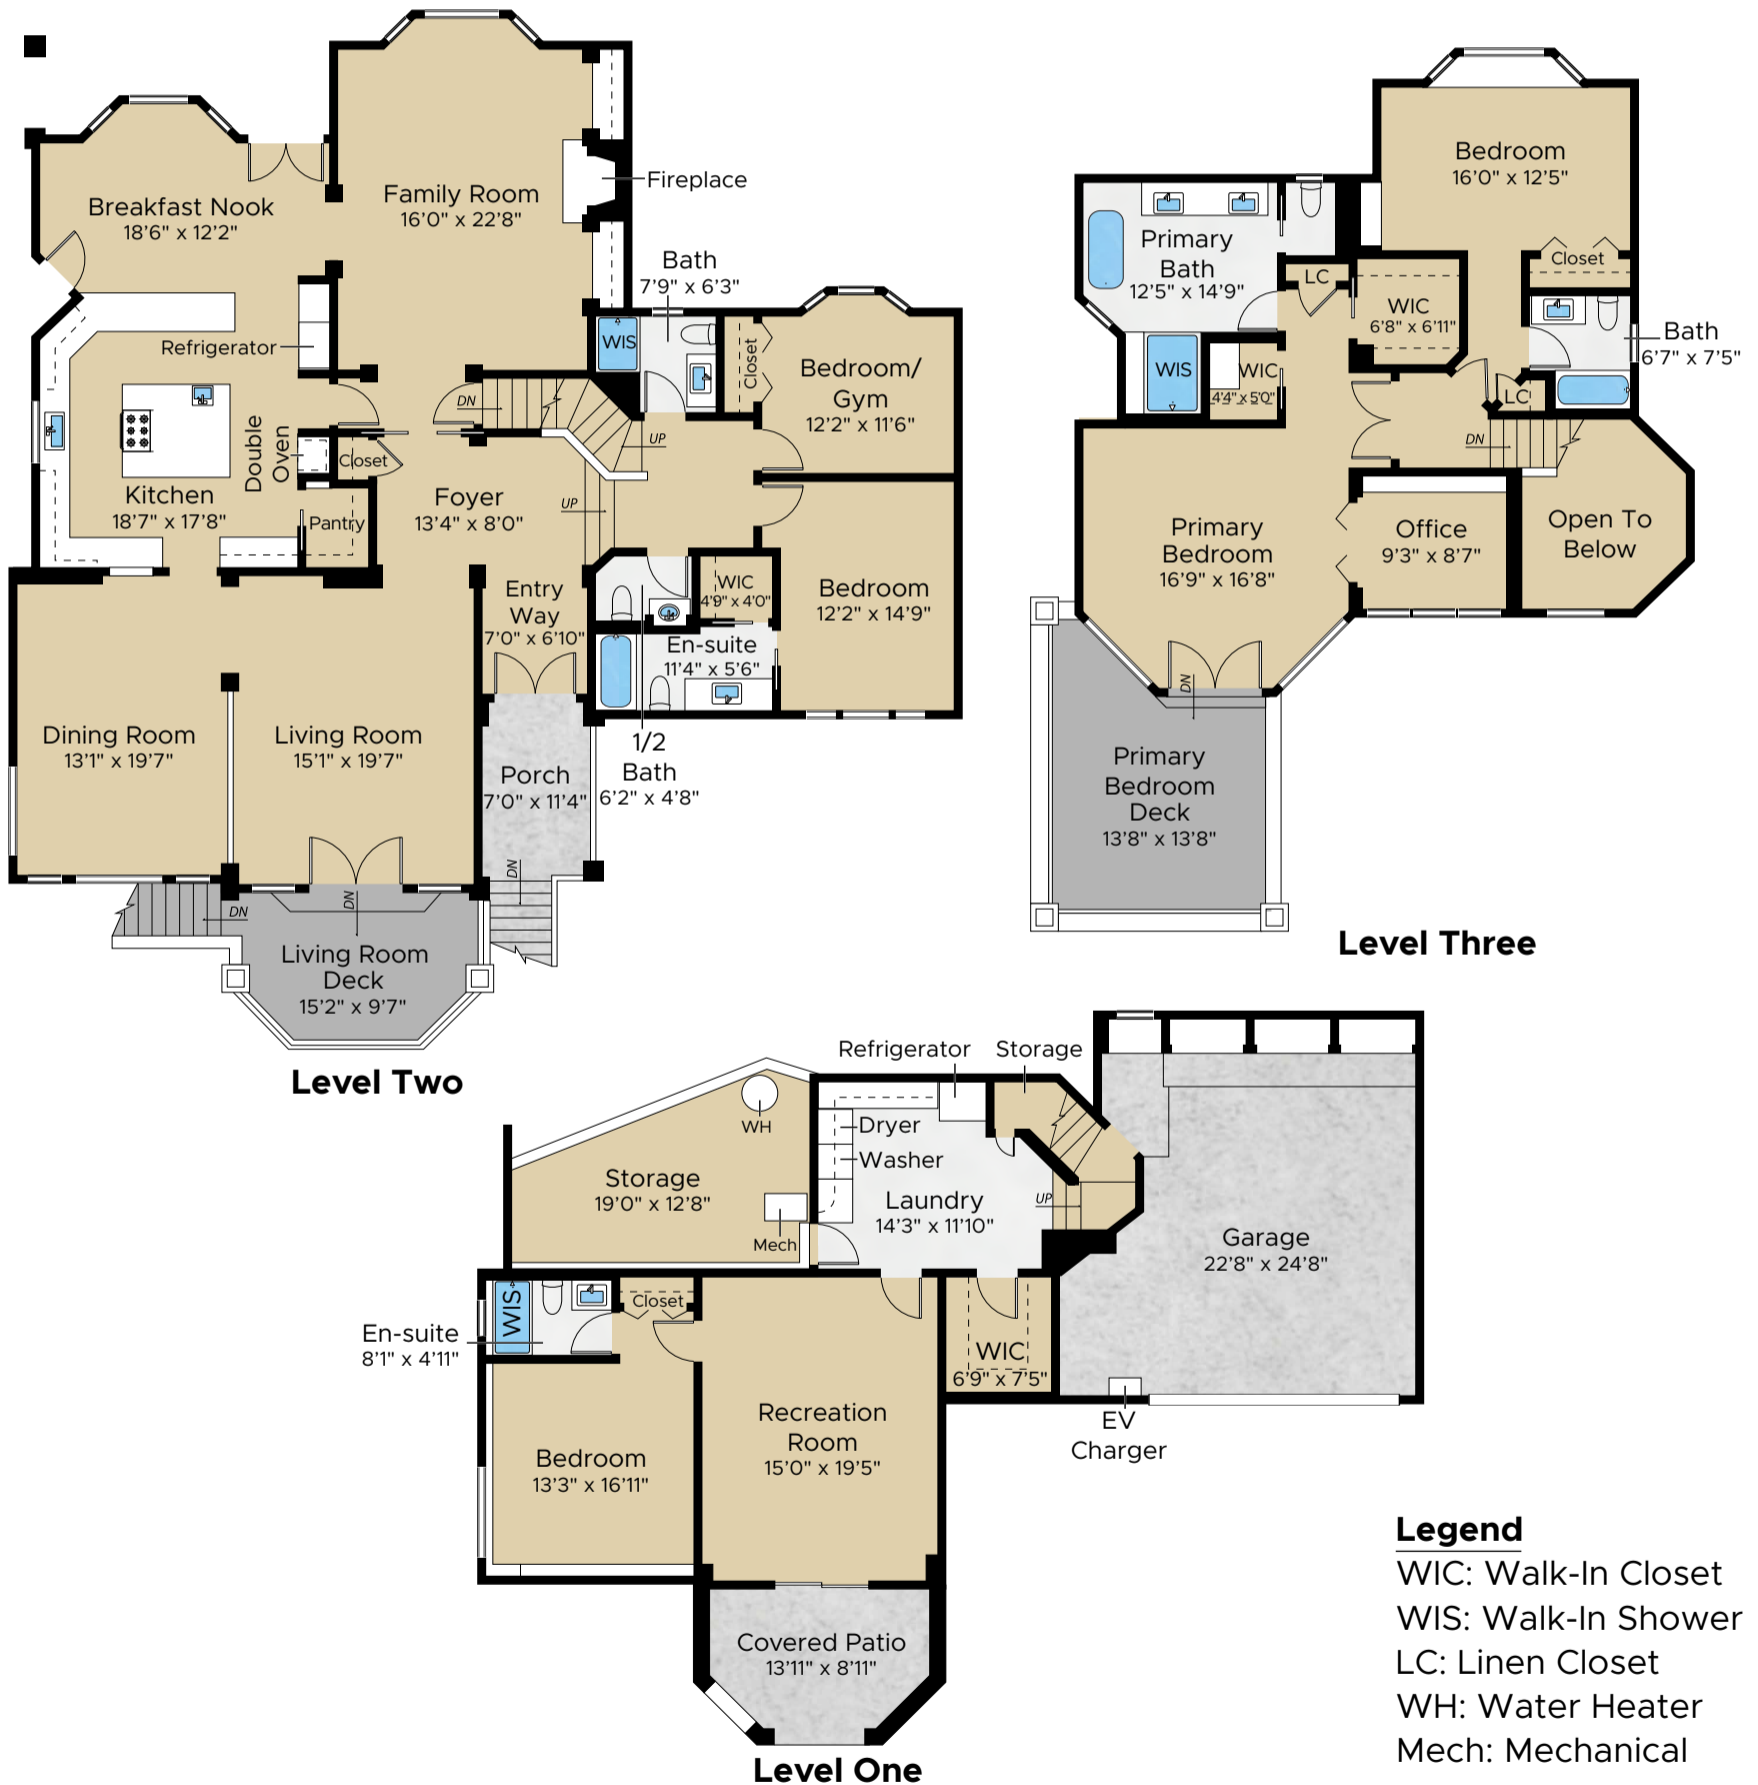 Breakfast Nook
18'6" x 12'2"
Family Room
16'0" x 22'8"
Fireplace
Bath
7'9" x 6'3"
WIS
Closet
Bedroom/
Gym
12'2" x 11'6"
Refrigerator
DN
UP
Double
Oven
Closet
Kitchen
18'7" x 17'8"
Pantry
Foyer
13'4" x 8'0"
UP
Entry
Way
7'0" x 6'10"
WIC
4'9" x 4'0"
Bedroom
12'2" x 14'9"
En-suite
11'4" x 5'6"
1/2
Bath
6'2" x 4'8"
Dining Room
13'1" x 19'7"
Living Room
15'1" x 19'7"
Porch
7'0" x 11'4"
DN
DN
DN
Living Room
Deck
15'2" x 9'7"
Level Two
Bedroom
16'0" x 12'5"
Closet
Primary
Bath
12'5" x 14'9"
LC
WIC
6'8" x 6'11"
Bath
6'7" x 7'5"
WIS
WIC
4'4" x 5'0"
LC
DN
Primary
Bedroom
16'9" x 16'8"
Office
9'3" x 8'7"
Open To
Below
DN
Primary
Bedroom
Deck
13'8" x 13'8"
Level Three
Refrigerator
Storage
WH
Dryer
Washer
Storage
19'0" x 12'8"
Mech
Laundry
14'3" x 11'10"
UP
Garage
22'8" x 24'8"
WIS
Closet
En-suite
8'1" x 4'11"
WIC
6'9" x 7'5"
EV
Charger
Recreation
Room
15'0" x 19'5"
Bedroom
13'3" x 16'11"
Covered Patio
13'11" x 8'11"
Level One
Legend
WIC: Walk-In Closet
WIS: Walk-In Shower
LC: Linen Closet
WH: Water Heater
Mech: Mechanical